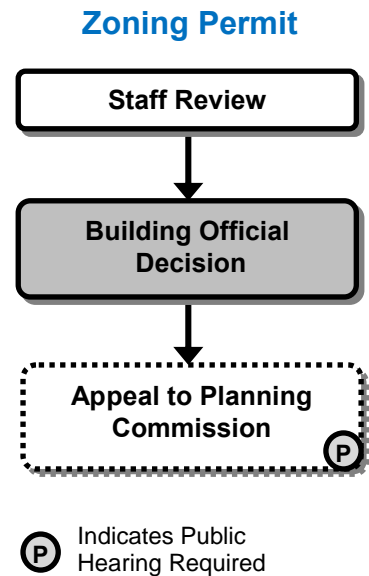 Zoning Permit
Staff Review
Building Official
Decision
Appeal to Planning
Commission
P
P
Indicates Public
Hearing Required